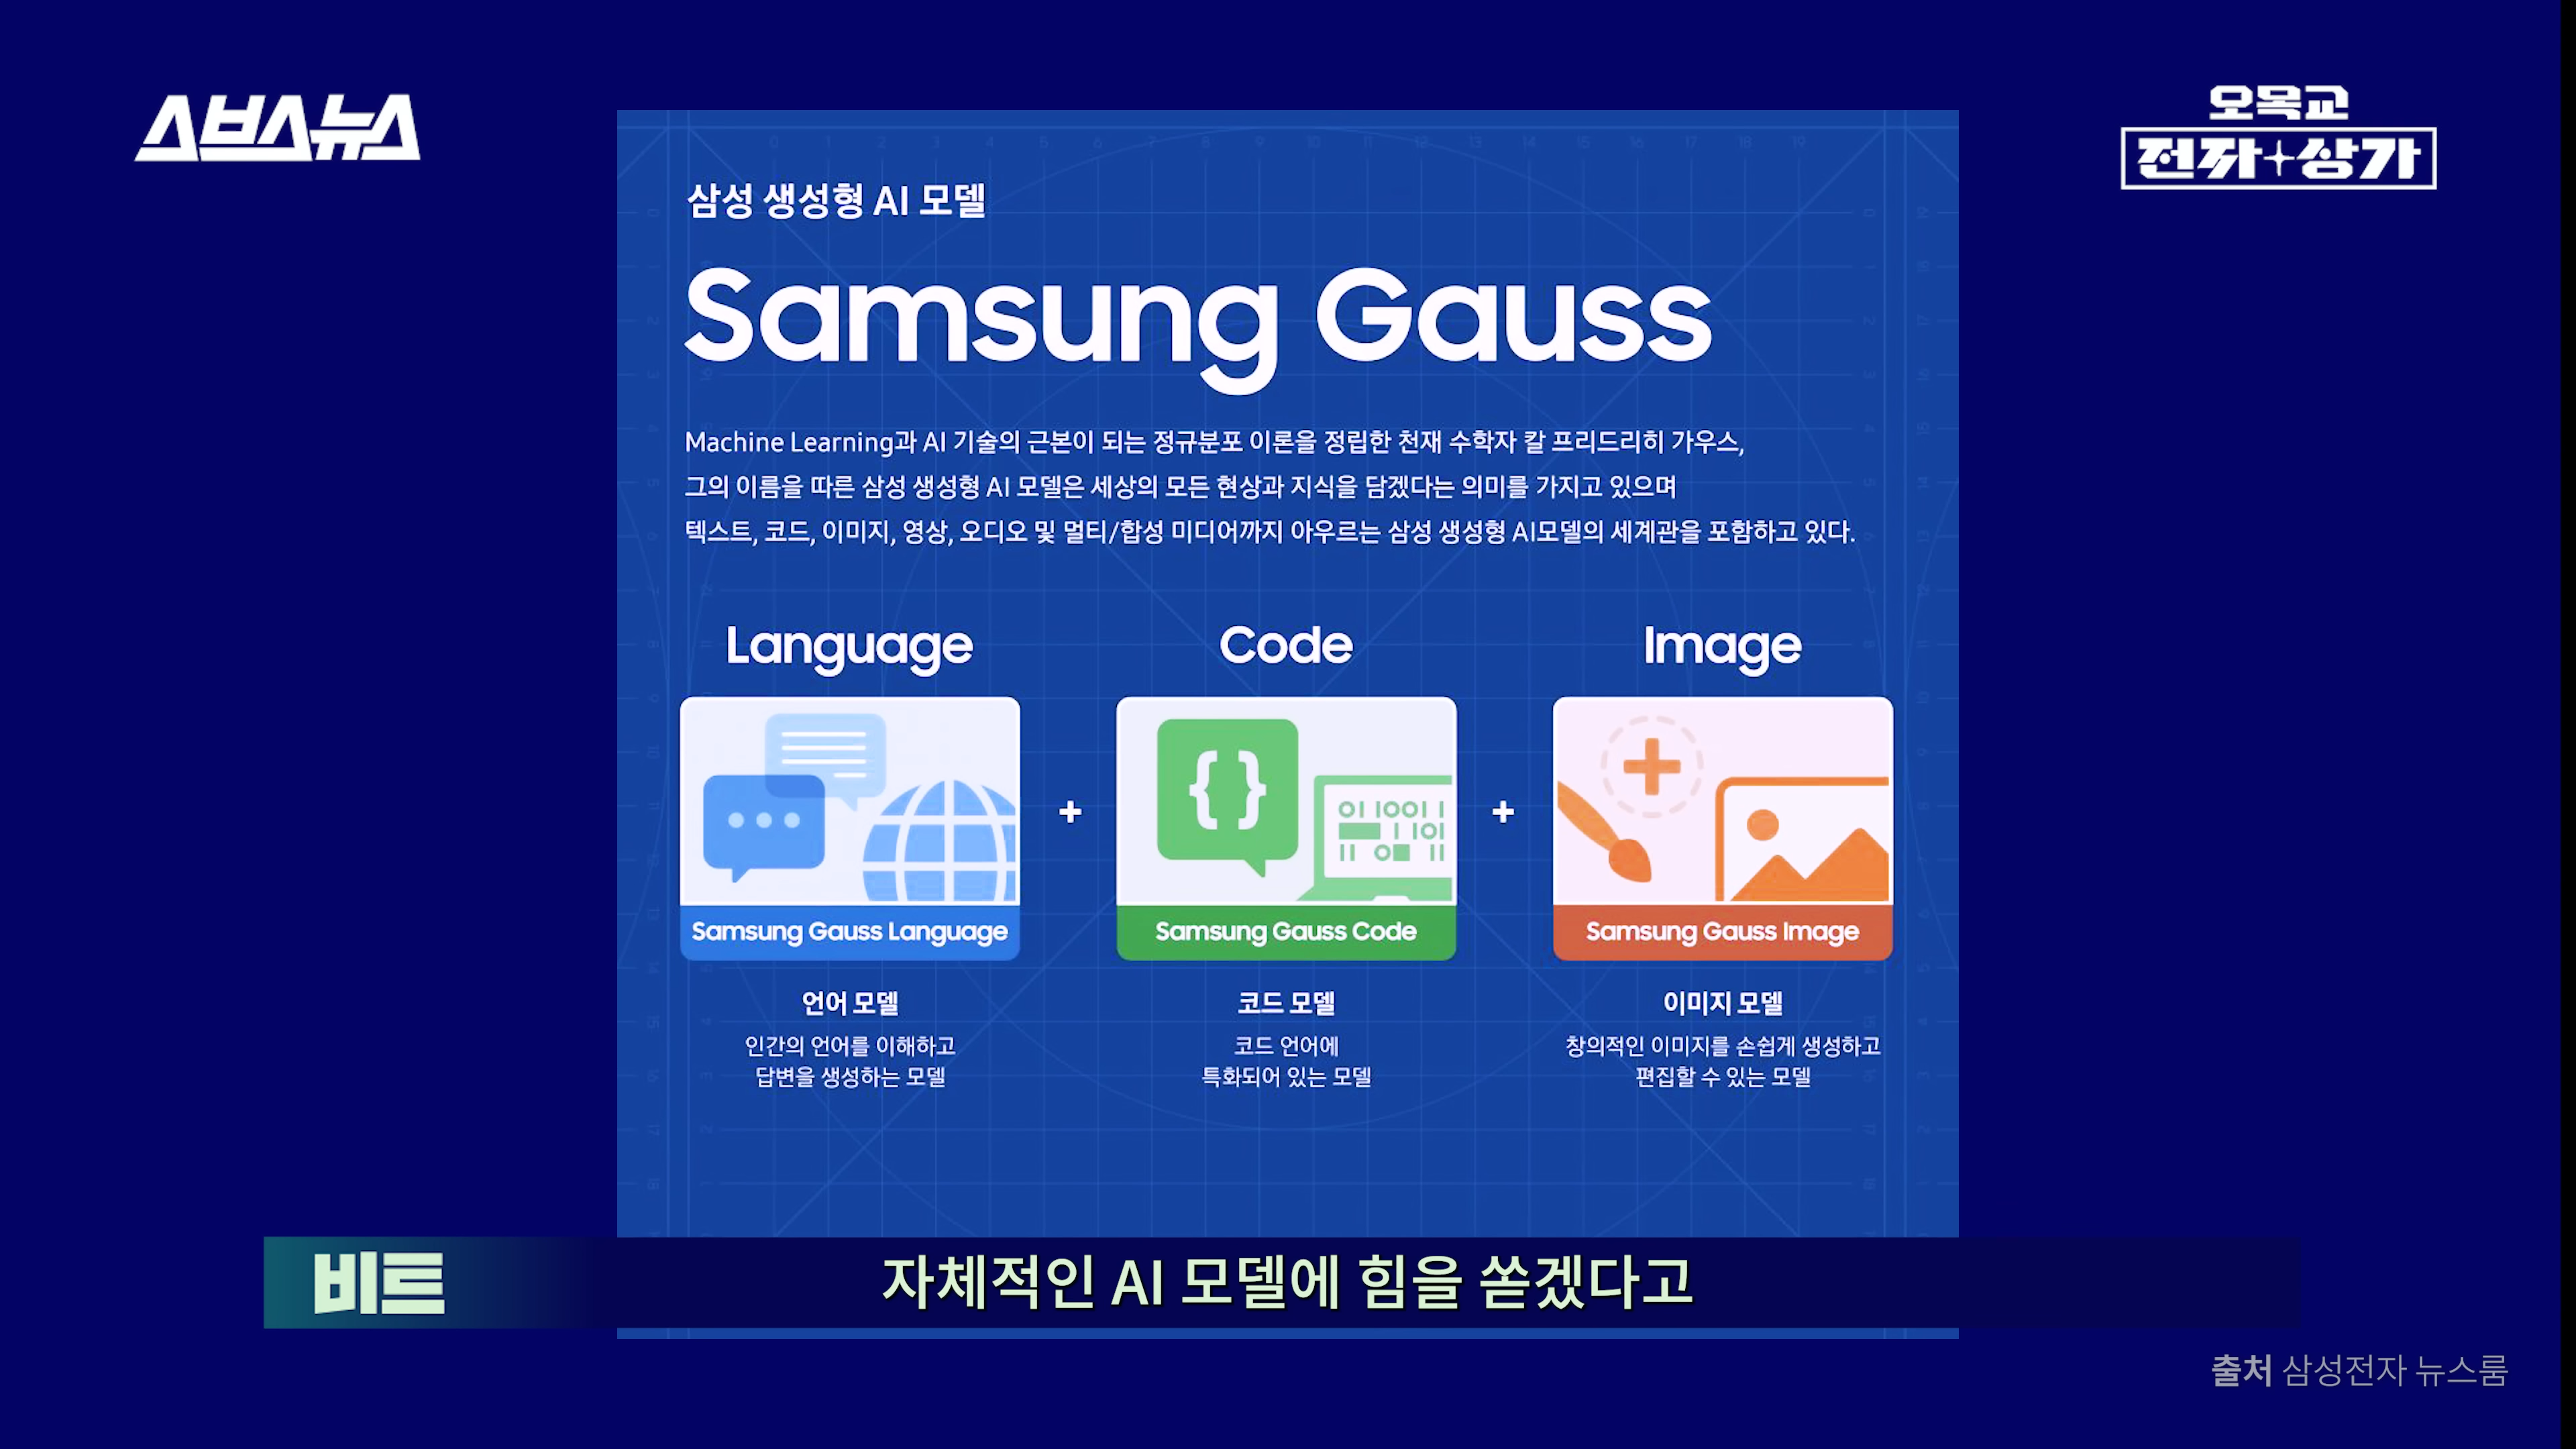 스브스뉴스
오목교
전자+상가
삼성 생성형 AI 모델
Samsung Gauss
Machine Learning과 AI 기술의 근본이 되는 정규분포 이론을 정립한 천재 수학자 칼 프리드리히 가우스,
그의 이름을 따른 삼성 생성형 AI 모델은 세상의 모든 현상과 지식을 담겠다는 의미를 가지고 있으며
텍스트, 코드, 이미지, 영상, 오디오 및 멀티/합성 미디어까지 아우르는 삼성 생성형 AI모델의 세계관을 포함하고 있다.
Language
Code
Image
Samsung Gauss Language
+
Samsung Gauss Code
+
Samsung Gauss Image
언어 모델
인간의 언어를 이해하고
답변을 생성하는 모델
코드 모델
코드 언어에
특화되어 있는 모델
이미지 모델
창의적인 이미지를 손쉽게 생성하고
편집할 수 있는 모델
비트
자체적인 AI 모델에 힘을 쏟겠다고
출처 삼성전자 뉴스룸